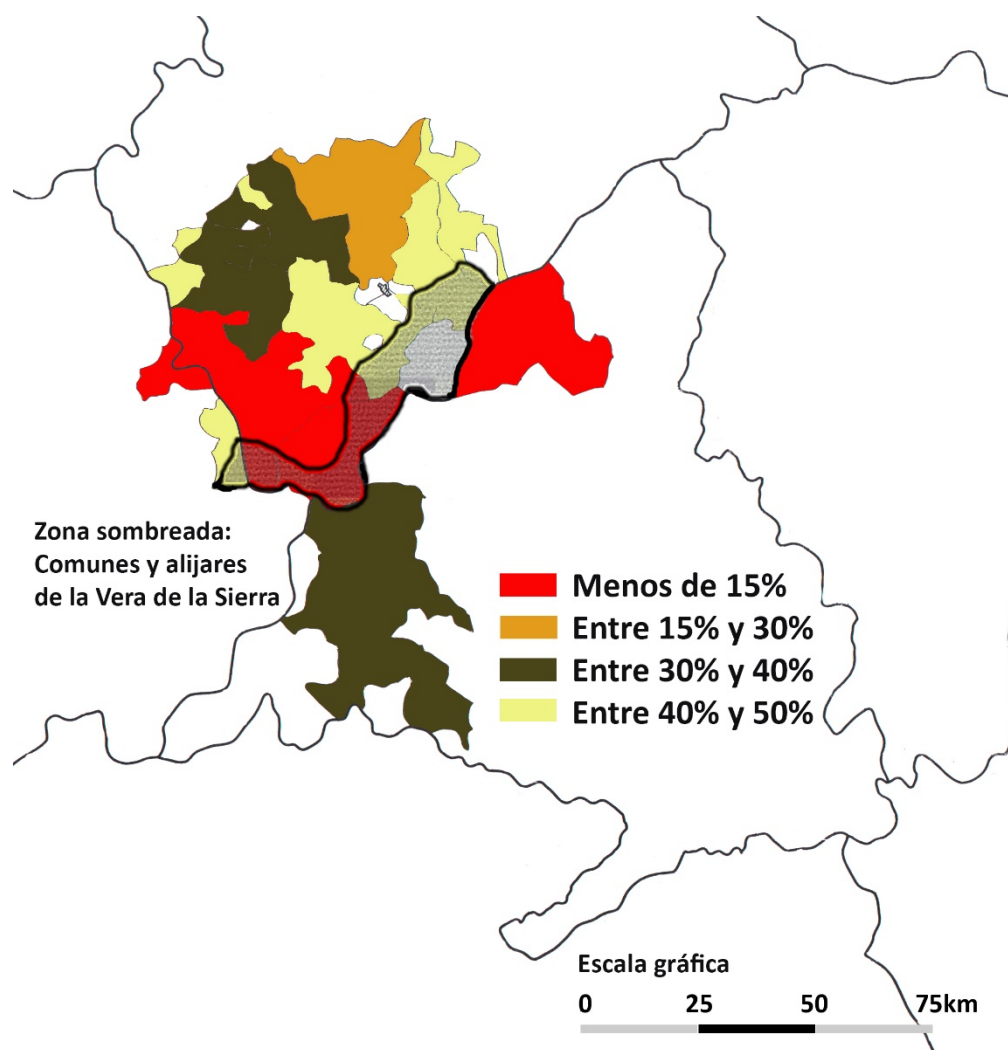 Zona sombreada:
Comunes y alijares
de la Vera de la Sierra
Menos de 15%
Entre 15% y 30%
Entre 30% y 40%
Entre 40% y 50%
Escala gráfica
0 25 50 75km